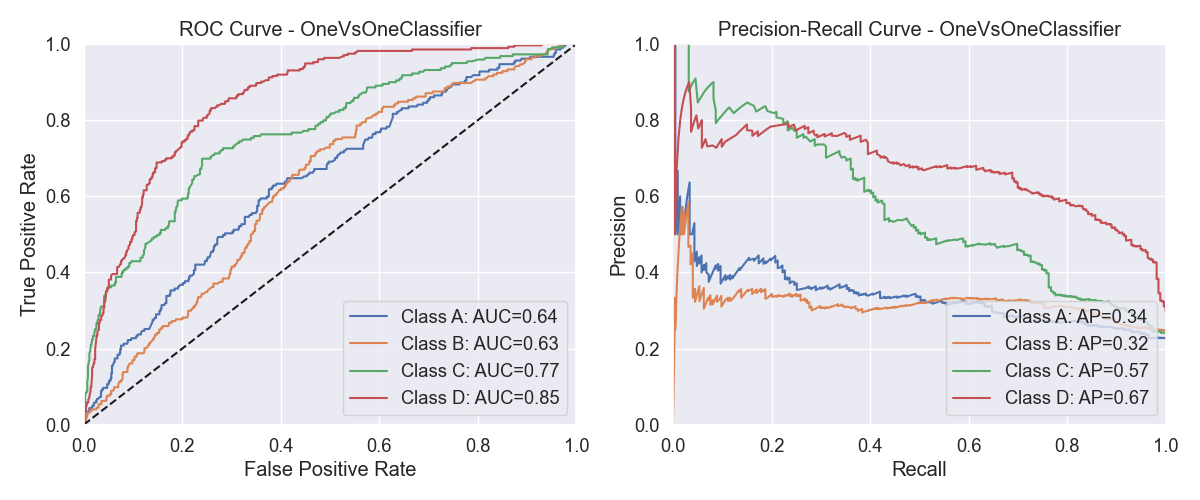 ROC Curve - OneVsOneClassifier
True Positive Rate
1.0
0.8
0.6
0.4
0.2
0.0
Class A: AUC=0.64
Class B: AUC=0.63
Class C: AUC=0.77
Class D: AUC=0.85
0.0 0.2 0.4 0.6 0.8 1.0
False Positive Rate
Precision-Recall Curve - OneVsOneClassifier
Precision
1.0
0.8
0.6
0.4
0.2
0.0
Class A: AP=0.34
Class B: AP=0.32
Class C: AP=0.57
Class D: AP=0.67
0.0 0.2 0.4 0.6 0.8 1.0
Recall